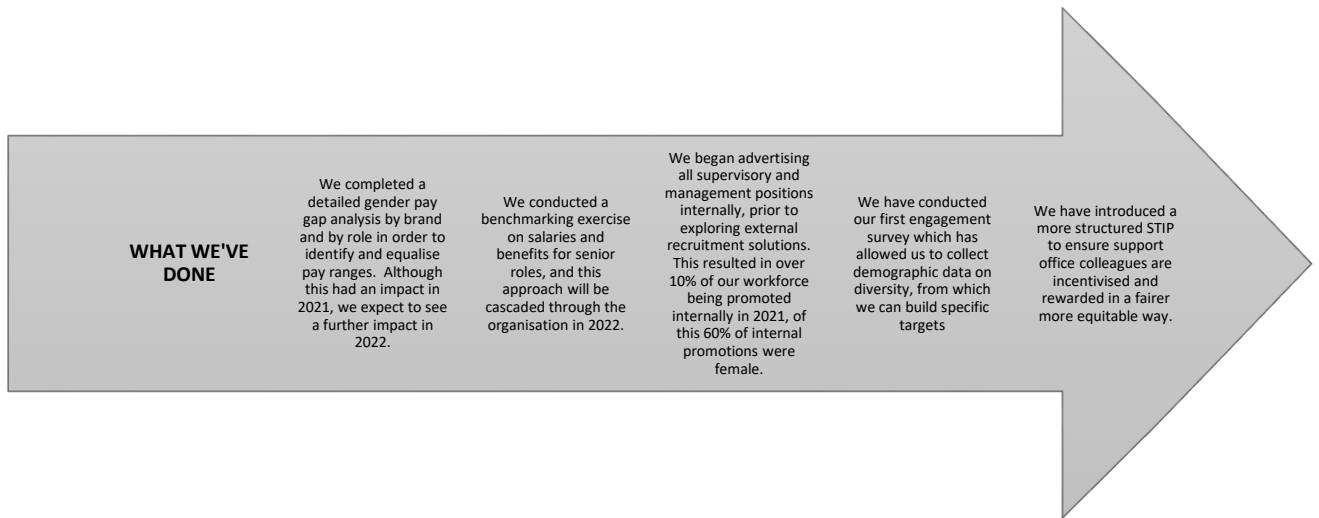 WHAT WE'VE
DONE
We completed a
detailed gender pay
gap analysis by brand
and by role in order to
identify and equalise
pay ranges.  Although
this had an impact in
2021, we expect to see
a further impact in
2022.
We conducted a
benchmarking exercise
on salaries and
benefits for senior
roles, and this
approach will be
cascaded through the
organisation in 2022.
We began advertising
all supervisory and
management positions
internally, prior to
exploring external
recruitment solutions.
This resulted in over
10% of our workforce
being promoted
internally in 2021, of
this 60% of internal
promotions were
female.
We have conducted
our first engagement
survey which has
allowed us to collect
demographic data on
diversity, from which
we can build specific
targets
We have introduced a
more structured STIP
to ensure support
office colleagues are
incentivised and
rewarded in a fairer
more equitable way.